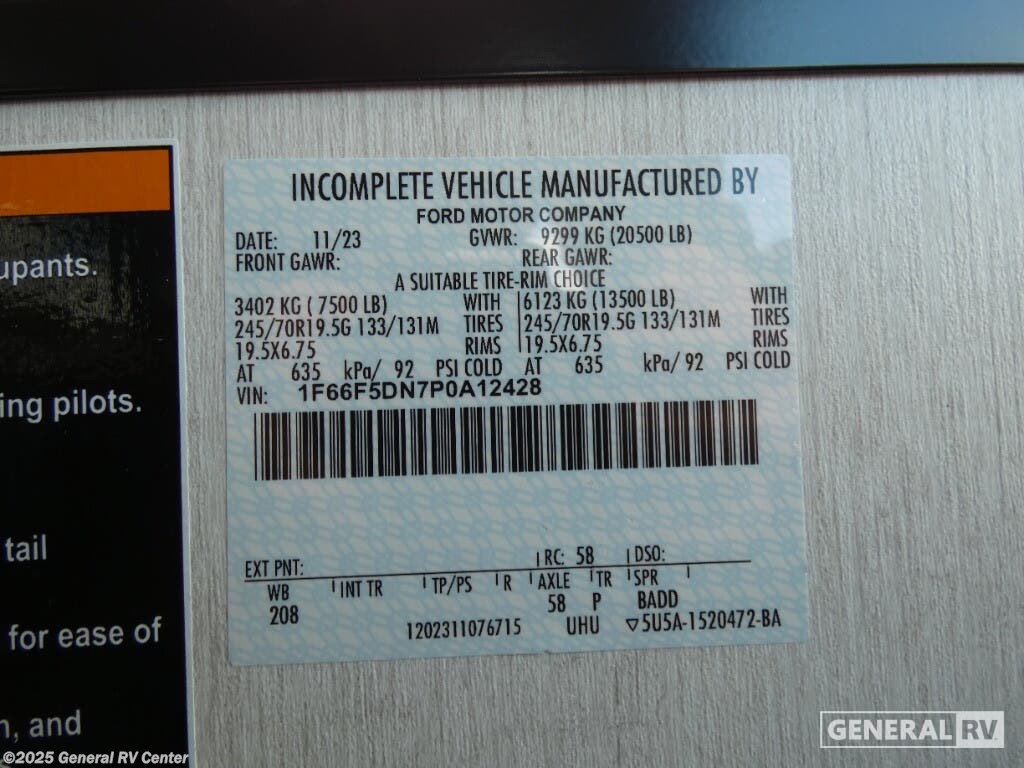 INCOMPLETE VEHICLE MANUFACTURED BY
FORD MOTOR COMPANY
DATE: 11/23 GVWR: 9299 KG (20500 LB)
FRONT GAWR: REAR GAWR:
A SUITABLE TIRE-RIM CHOICE
3402 KG ( 7500 LB) WITH 6123 KG (13500 LB) WITH
245/70R19.5G 133/131M TIRES 245/70R19.5G 133/131M TIRES
19.5X6.75 RIMS 19.5X6.75 RIMS
AT 635 kPa/ 92 PSI COLD AT 635 kPa/ 92 PSI COLD
VIN: 1F66F5DN7P0A12428
EXT PNT: RC: 58 DSO:
WB INT TR TP/PS R AXLE TR SPR
208 58 P BADD
1202311076715 UHU ▽5U5A-1520472-BA
upants.
ing pilots.
tail
for ease of
n, and
GENERAL RV
©2025 General RV Center